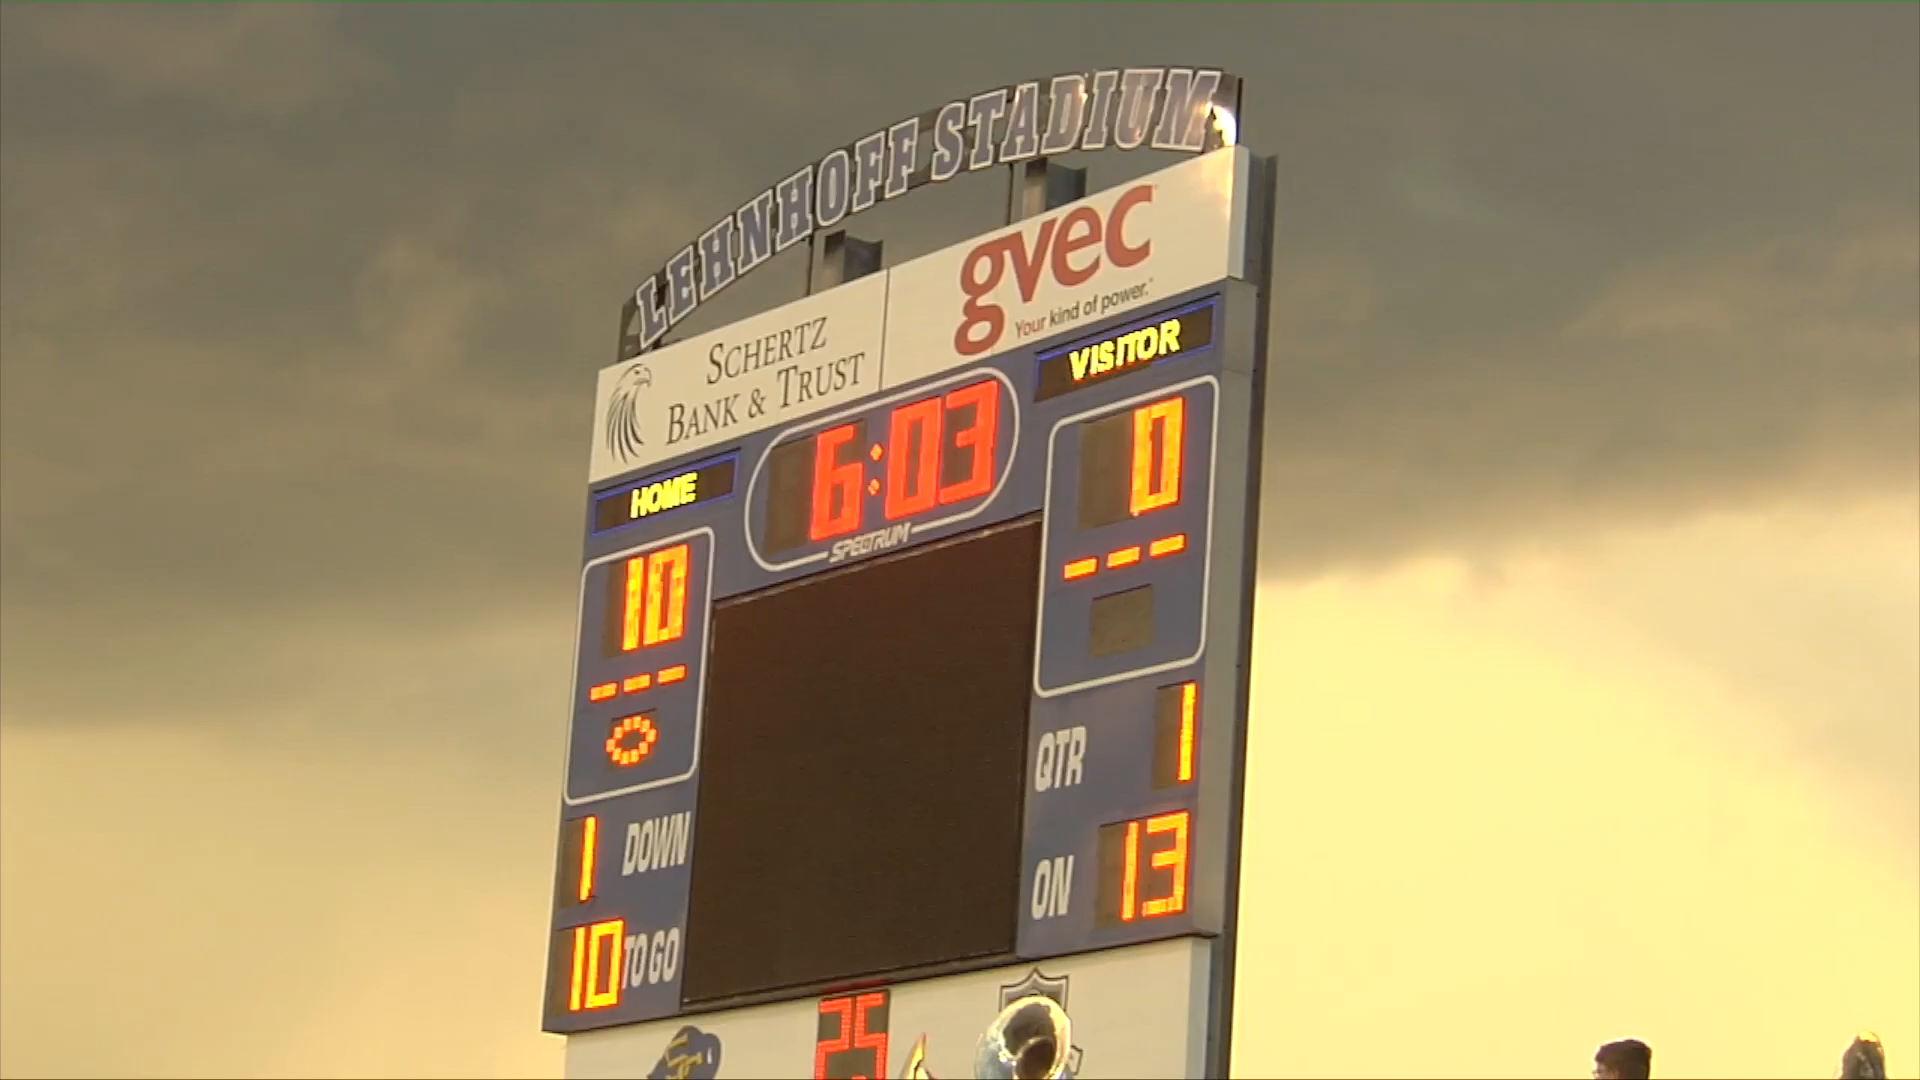 LEHNHOFF STADIUM
SCHERTZ
BANK & TRUST
gvec
Your kind of power.
HOME
6:03
VISITOR
SPECTRUM
10
0
1 DOWN
QTR 1
10 TO GO
ON 13
25